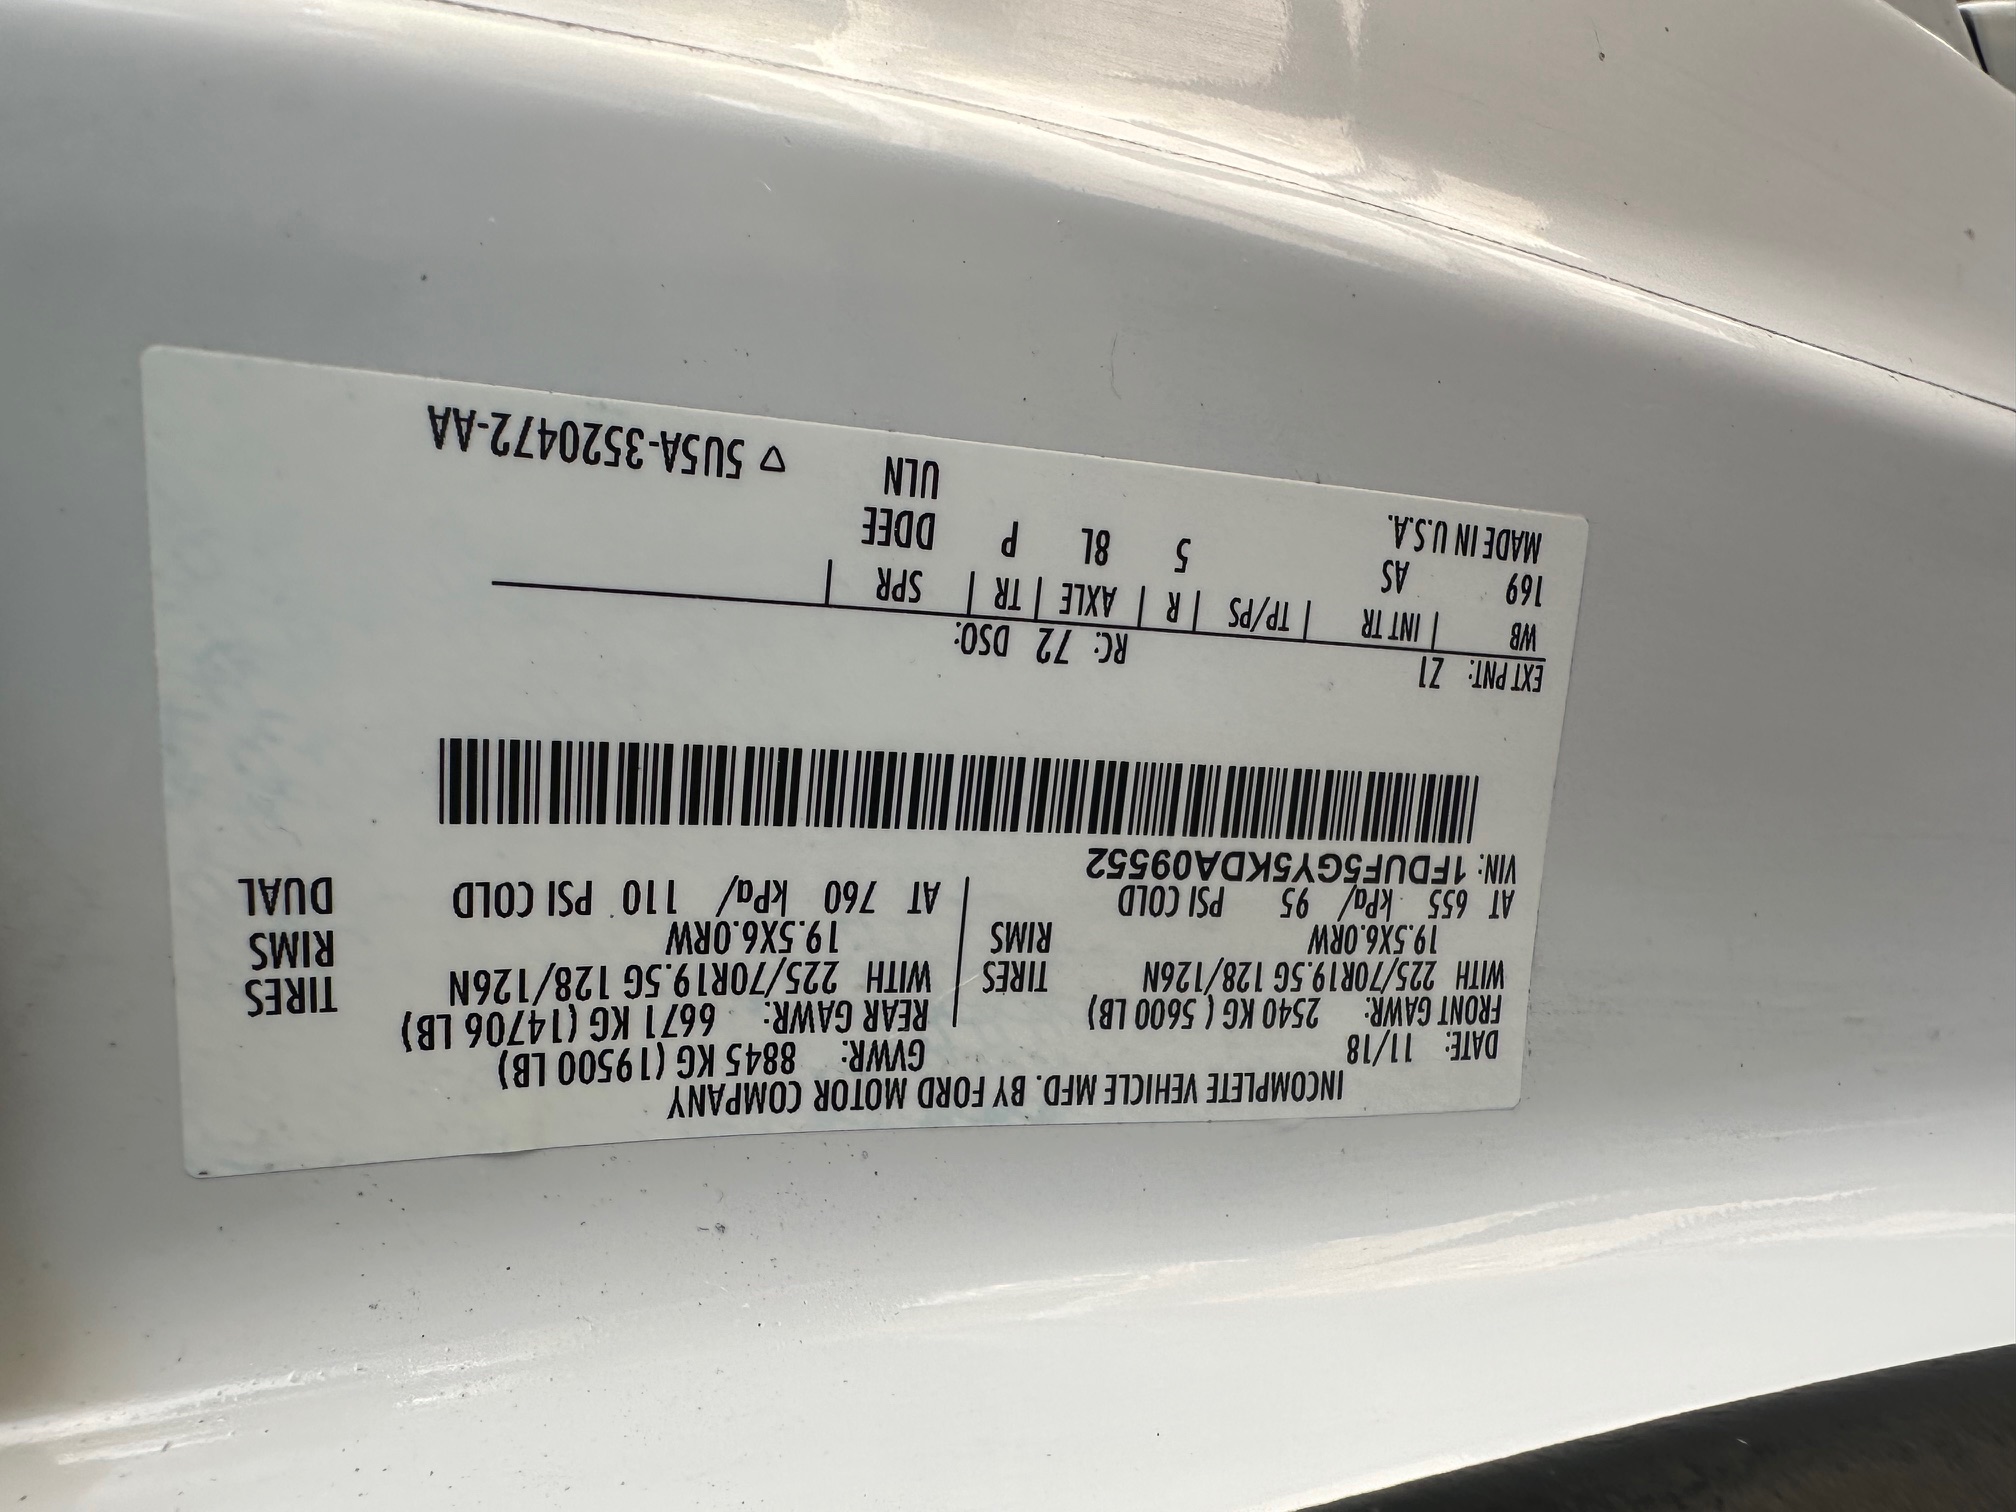 INCOMPLETE VEHICLE MFD. BY FORD MOTOR COMPANY
DATE: 11/18 GVWR: 8845 KG (19500 LB)
FRONT GAWR: 2540 KG ( 5600 LB) REAR GAWR: 6671 KG (14706 LB)
WITH 225/70R19.5G 128/126N TIRES WITH 225/70R19.5G 128/126N TIRES
19.5X6.0RW RIMS 19.5X6.0RW RIMS
AT 655 kPa/ 95 PSI COLD AT 760 kPa/ 110 PSI COLD DUAL
VIN: 1FDUF5GY5KDA09552
EXT PNT: Z1 RC: 72 DSO:
WB | INT TR | TP/PS | R | AXLE | TR | SPR |
169 AS 5 8L P DDEE
MADE IN U.S.A. ULN
▽ 5U5A-3520472-AA